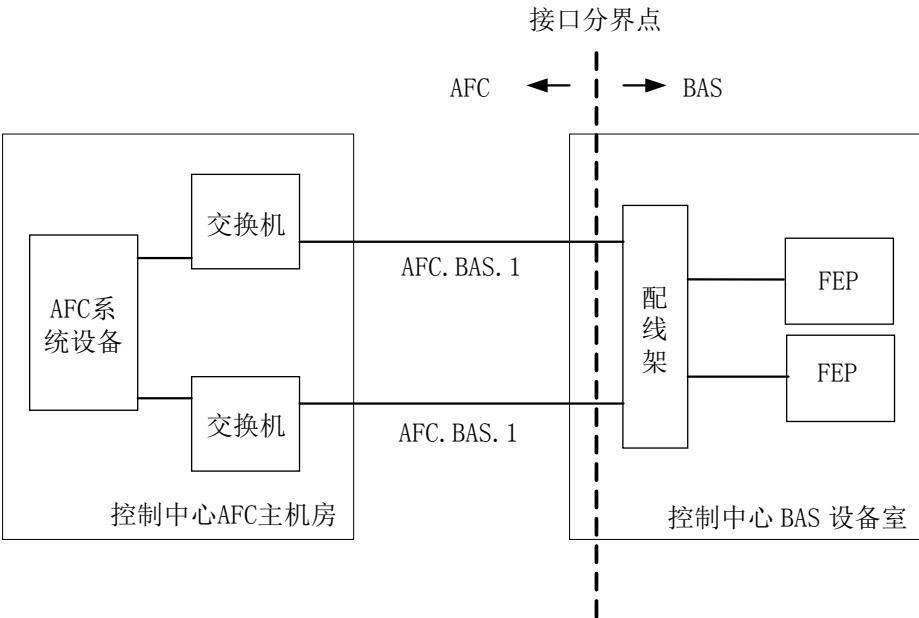 接口分界点
AFC
BAS
交换机
AFC.BAS.1
AFC系
统设备
配
线
架
FEP
FEP
交换机
AFC.BAS.1
控制中心AFC主机房
控制中心 BAS 设备室